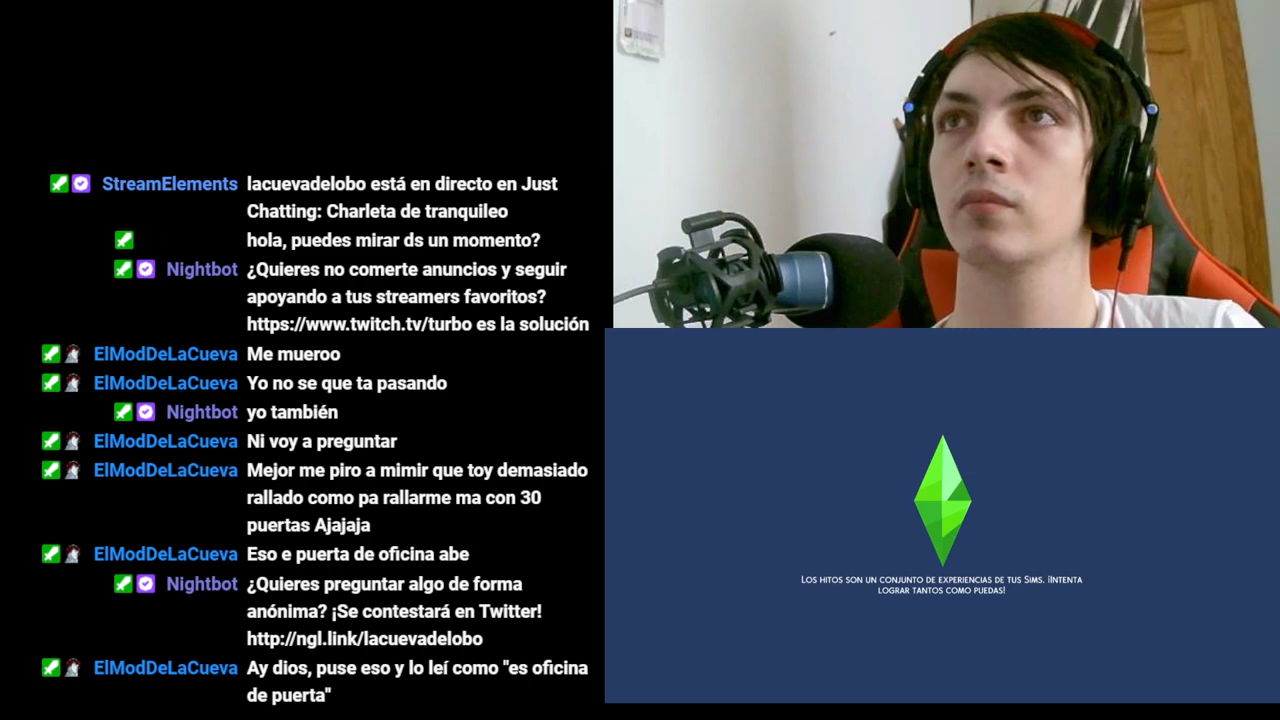 StreamElements lacuevadelobo está en directo en Just
Chatting: Charleta de tranquileo
hola, puedes mirar ds un momento?
Nightbot ¿Quieres no comerte anuncios y seguir
apoyando a tus streamers favoritos?
https://www.twitch.tv/turbo es la solución
ElModDeLaCueva Me mueroo
ElModDeLaCueva Yo no se que ta pasando
Nightbot yo también
ElModDeLaCueva Ni voy a preguntar
ElModDeLaCueva Mejor me piro a mimir que toy demasiado
rallado como pa rallarme ma con 30
puertas Ajajaja
ElModDeLaCueva Eso e puerta de oficina abe
Nightbot ¿Quieres preguntar algo de forma
anónima? ¡Se contestará en Twitter!
http://ngl.link/lacuevadelobo
ElModDeLaCueva Ay dios, puse eso y lo leí como "es oficina
de puerta"
Los hitos son un conjunto de experiencias de tus Sims. ¡Intenta
lograr tantos como puedas!